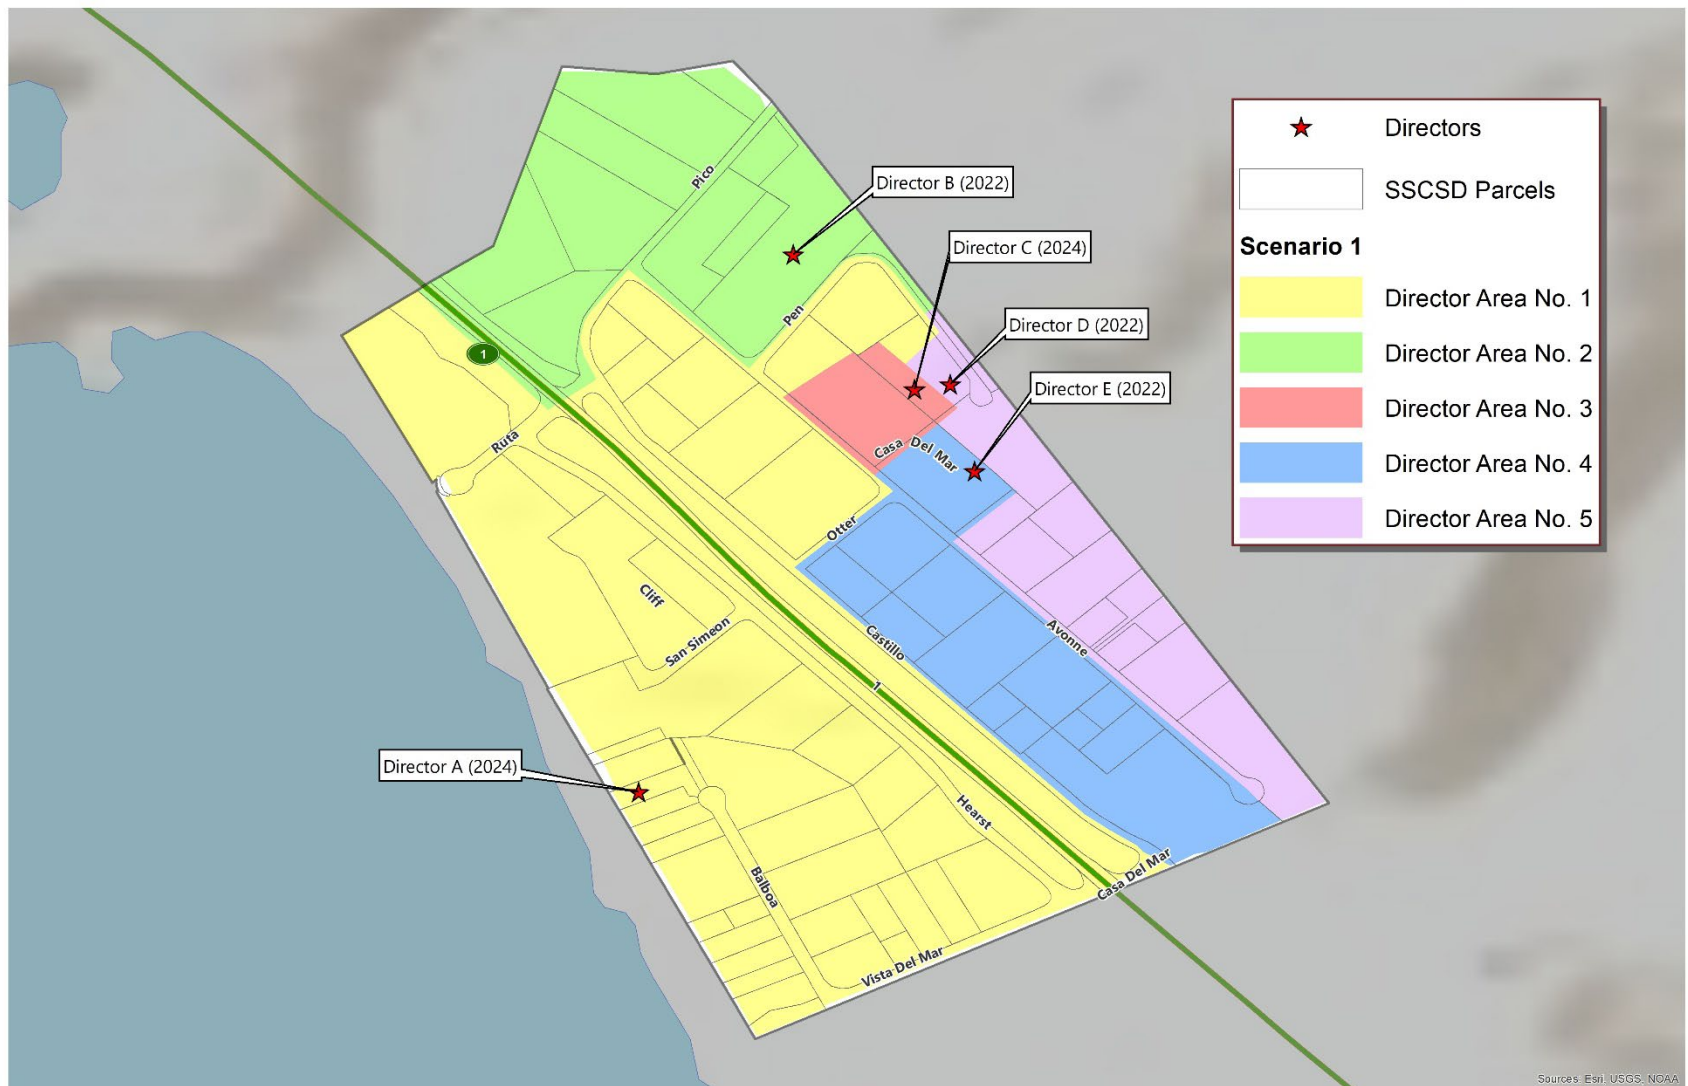 Directors
SSCSD Parcels
Scenario 1
Director Area No. 1
Director Area No. 2
Director Area No. 3
Director Area No. 4
Director Area No. 5
Pico
Director B (2022)
Director C (2024)
Pen
Director D (2022)
1
Director E (2022)
Ruta
Casa
Del Mar
Otter
Cliff
San Simeon
Castillo
Avonne
1
Director A (2024)
Hearst
Balboa
Casa Del Mar
Vista Del Mar
Sources: Esri, USGS, NOAA